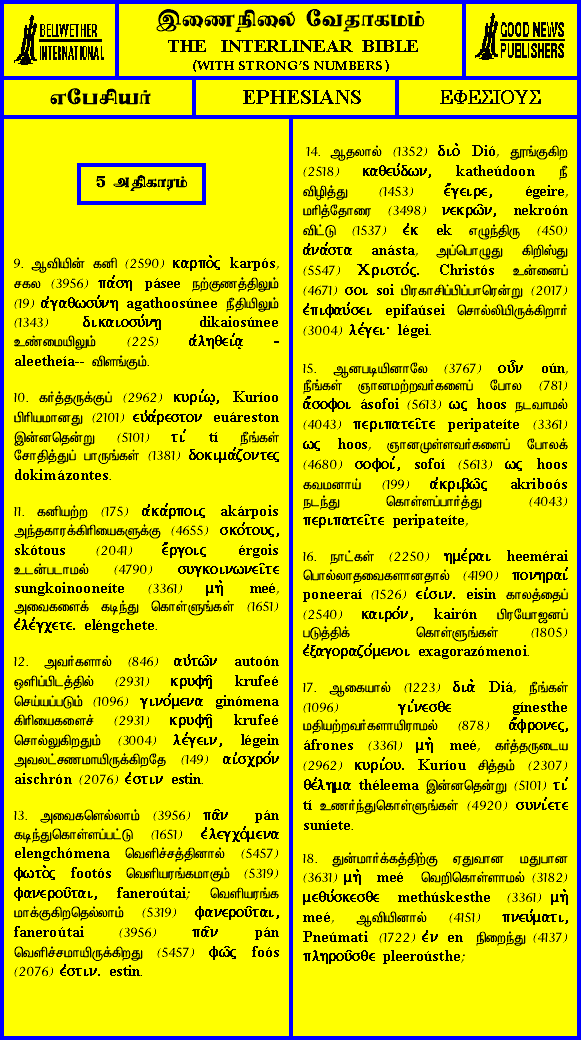 BELLWETHER
INTERNATIONAL
இணைநிலை வேதாகமம்
THE INTERLINEAR BIBLE
(WITH STRONG'S NUMBERS)
GOOD NEWS
PUBLISHERS
எபேசியர்
EPHESIANS
ΕΦΕΣΙΟΥΣ
5 அதிகாரம்
9. ஆவியின் கனி (2590) καρπὸς karpós,
சகல (3956) πάσῃ pásee நற்குணத்திலும்
(19) ἀγαθωσύνῃ agathoosúnee நீதியிலும்
(1343) δικαιοσύνῃ dikaiosúnee
உண்மையிலும் (225) ἀληθείᾳ -
aleetheía-- விளங்கும்.
10. கர்த்தருக்குப் (2962) κυρίῳ, Kuríoo
பிரியமானது (2101) εὐάρεστον euáreston
இன்னதென்று (5101) τί tí நீங்கள்
சோதித்துப் பாருங்கள் (1381) δοκιμάζοντες
dokimázontes.
11. கனியற்ற (175) ἀκάρποις akárpois
அந்தகாரக்கிரியைகளுக்கு (4655) σκότους,
skótous (2041) ἔργοις érgois
உடன்படாமல் (4790) συγκοινωνεῖτε
sungkoinooneíte (3361) μὴ meé,
அவைகளைக் கடிந்து கொள்ளுங்கள் (1651)
ἐλέγχετε. eléngchete.
12. அவர்களால் (846) αὐτῶν autoón
ஒளிப்பிடத்தில் (2931) κρυφῇ krufeé
செய்யப்படும் (1096) γινόμενα ginómena
கிரியைகளைச் (2931) κρυφῇ krufeé
சொல்லுகிறதும் (3004) λέγειν, légein
அவலட்சணமாயிருக்கிறதே (149) αἰσχρόν
aischrón (2076) ἐστιν estin.
13. அவைகளெல்லாம் (3956) πᾶν pán
கடிந்துகொள்ளப்பட்டு (1651) ἐλεγχόμενα
elengchómena வெளிச்சத்தினால் (5457)
φωτὸς footós வெளியரங்கமாகும் (5319)
φανεροῦται, faneroútai; வெளியரங்க
மாக்குகிறதெல்லாம் (5319) φανεροῦται,
faneroútai (3956) πᾶν pán
வெளிச்சமாயிருக்கிறது (5457) φῶς foós
(2076) ἐστιν. estin.
14. ஆதலால் (1352) διὸ Dió, தூங்குகிற
(2518) καθεύδων, katheúdoon நீ
விழித்து (1453) ἔγειρε, égeire,
மரித்தோரை (3498) νεκρῶν, nekroón
விட்டு (1537) ἐκ ek எழுந்திரு (450)
ἀνάστα anásta, அப்பொழுது கிறிஸ்து
(5547) Χριστός. Christós உன்னைப்
(4671) σοι soi பிரகாசிப்பிப்பாரென்று (2017)
ἐπιφαύσει epifaúsei சொல்லியிருக்கிறார்
(3004) λέγει· légei.
15. ஆனபடியினாலே (3767) οὖν oún,
நீங்கள் ஞானமற்றவர்களைப் போல (781)
ἄσοφοι ásofoi (5613) ως hoos நடவாமல்
(4043) περιπατεῖτε peripateíte (3361)
ως hoos, ஞானமுள்ளவர்களைப் போலக்
(4680) σοφοί, sofoí (5613) ως hoos
கவமனாய் (199) ἀκριβῶς akriboós
நடந்து கொள்ளப்பார்த்து (4043)
περιπατεῖτε peripateíte,
16. நாட்கள் (2250) ημέραι heemérai
பொல்லாதவைகளானதால் (4190) πονηραί
poneeraí (1526) εἰσιν. eisin காலத்தைப்
(2540) καιρόν, kairón பிரயோஜனப்
படுத்திக் கொள்ளுங்கள் (1805)
ἐξαγοραζόμενοι exagorazómenoi.
17. ஆகையால் (1223) διὰ Diá, நீங்கள்
(1096) γίνεσθε gínesthe
மதியற்றவர்களாயிராமல் (878) ἄφρονες,
áfrones (3361) μὴ meé, கர்த்தருடைய
(2962) κυρίου. Kuríou சித்தம் (2307)
θέλημα théleema இன்னதென்று (5101) τί
tí உணர்ந்துகொள்ளுங்கள் (4920) συνίετε
suníete.
18. துன்மார்க்கத்திற்கு ஏதுவான மதுபான
(3631) μὴ meé வெறிகொள்ளாமல் (3182)
μεθύσκεσθε methúskesthe (3361) μὴ
meé, ஆவியினால் (4151) πνεύματι,
Pneúmati (1722) ἐν en நிறைந்து (4137)
πληροῦσθε pleeroústhe;